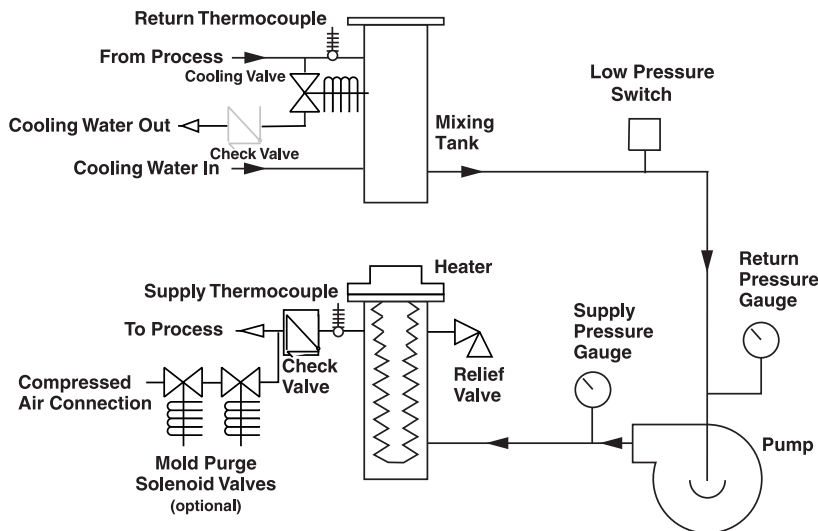 Return Thermocouple
From Process
Cooling Valve
Cooling Water Out
Check Valve
Cooling Water In
Mixing
Tank
Low Pressure
Switch
Return
Pressure
Gauge
Heater
Supply Thermocouple
To Process
Check
Valve
Relief
Valve
Supply
Pressure
Gauge
Compressed
Air Connection
Mold Purge
Solenoid Valves
(optional)
Pump